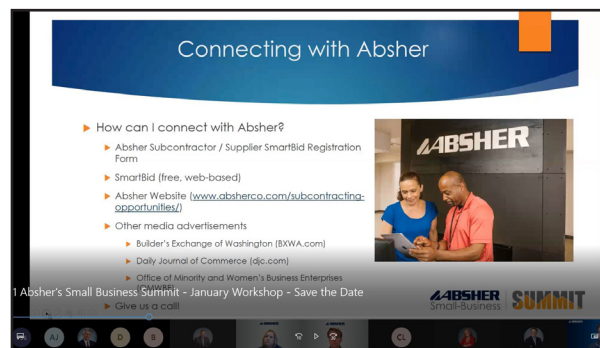 Connecting with Absher
How can I connect with Absher?
Absher Subcontractor / Supplier SmartBid Registration
Form
SmartBid (free, web-based)
Absher Website (www.absherco.com/subcontracting-
opportunities/)
Other media advertisements
Builder's Exchange of Washington (BXWA.com)
Daily Journal of Commerce (djc.com)
Office of Minority and Women's Business Enterprises
Give us a call!
ABSHER
1 Absher's Small Business Summit - January Workshop - Save the Date
ABSHER
Small-Business
SUMMIT
AJ
D
B
CL